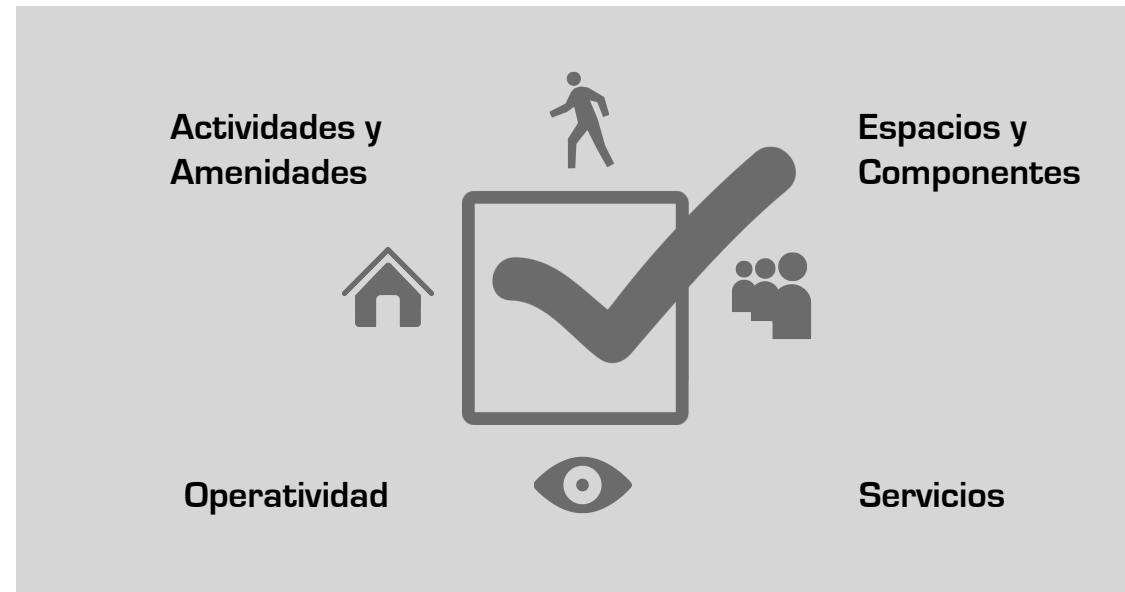 Actividades y
Amenidades
Espacios y
Componentes
Operatividad
Servicios